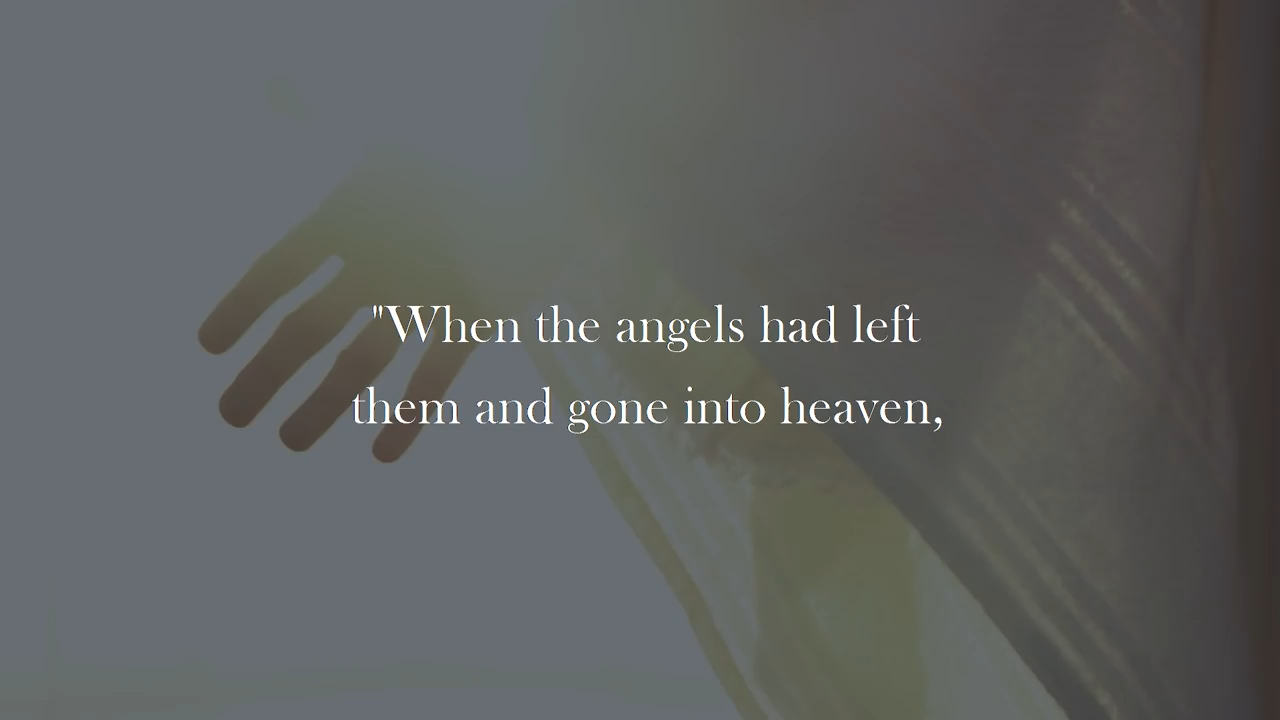 "When the angels had left
them and gone into heaven,